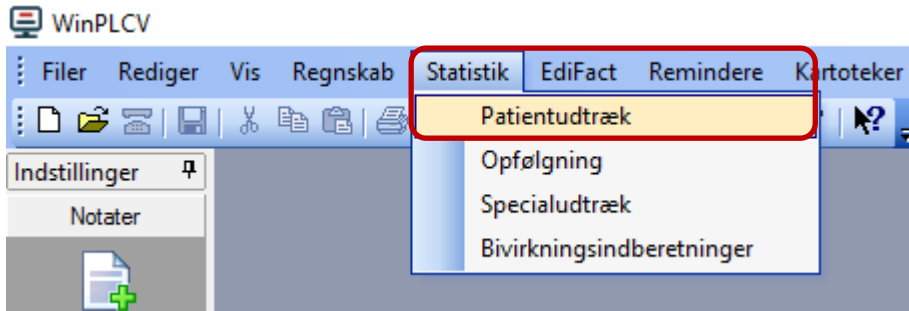 WinPLCV
Filer Rediger Vis Regnskab Statistik EdiFact Remindere Kartoteker
Patientudtræk
Indstillinger
Opfølgning
Notater
Specialudtræk
Bivirkningsindberetninger